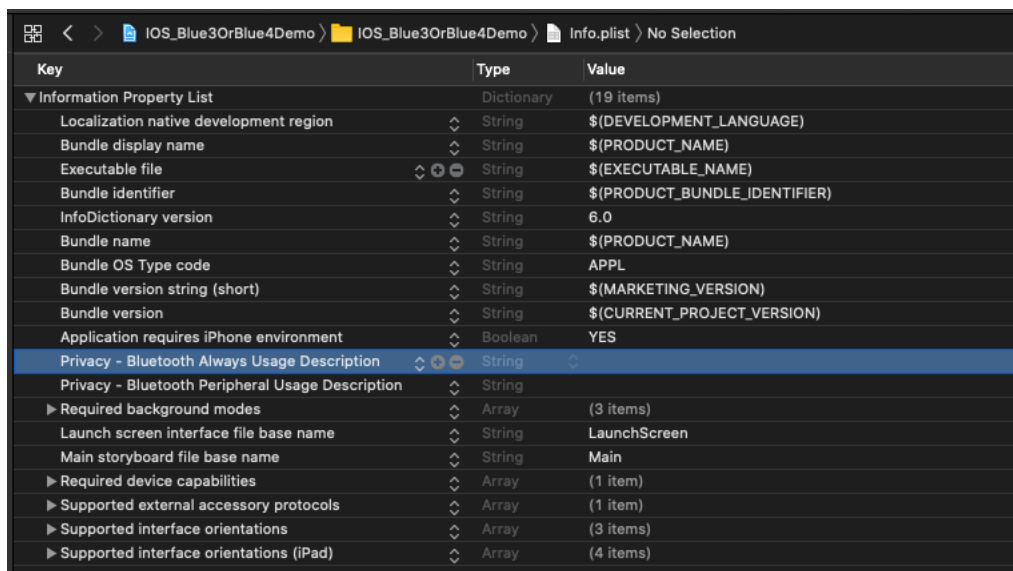 IOS_Blue3OrBlue4Demo 〉 IOS_Blue3OrBlue4Demo 〉 Info.plist 〉 No Selection
Key Type Value
Information Property List Dictionary (19 items)
Localization native development region String $(DEVELOPMENT_LANGUAGE)
Bundle display name String $(PRODUCT_NAME)
Executable file String $(EXECUTABLE_NAME)
Bundle identifier String $(PRODUCT_BUNDLE_IDENTIFIER)
InfoDictionary version String 6.0
Bundle name String $(PRODUCT_NAME)
Bundle OS Type code String APPL
Bundle version string (short) String $(MARKETING_VERSION)
Bundle version String $(CURRENT_PROJECT_VERSION)
Application requires iPhone environment Boolean YES
Privacy - Bluetooth Always Usage Description String
Privacy - Bluetooth Peripheral Usage Description String
Required background modes Array (3 items)
Launch screen interface file base name String LaunchScreen
Main storyboard file base name String Main
Required device capabilities Array (1 item)
Supported external accessory protocols Array (1 item)
Supported interface orientations Array (3 items)
Supported interface orientations (iPad) Array (4 items)